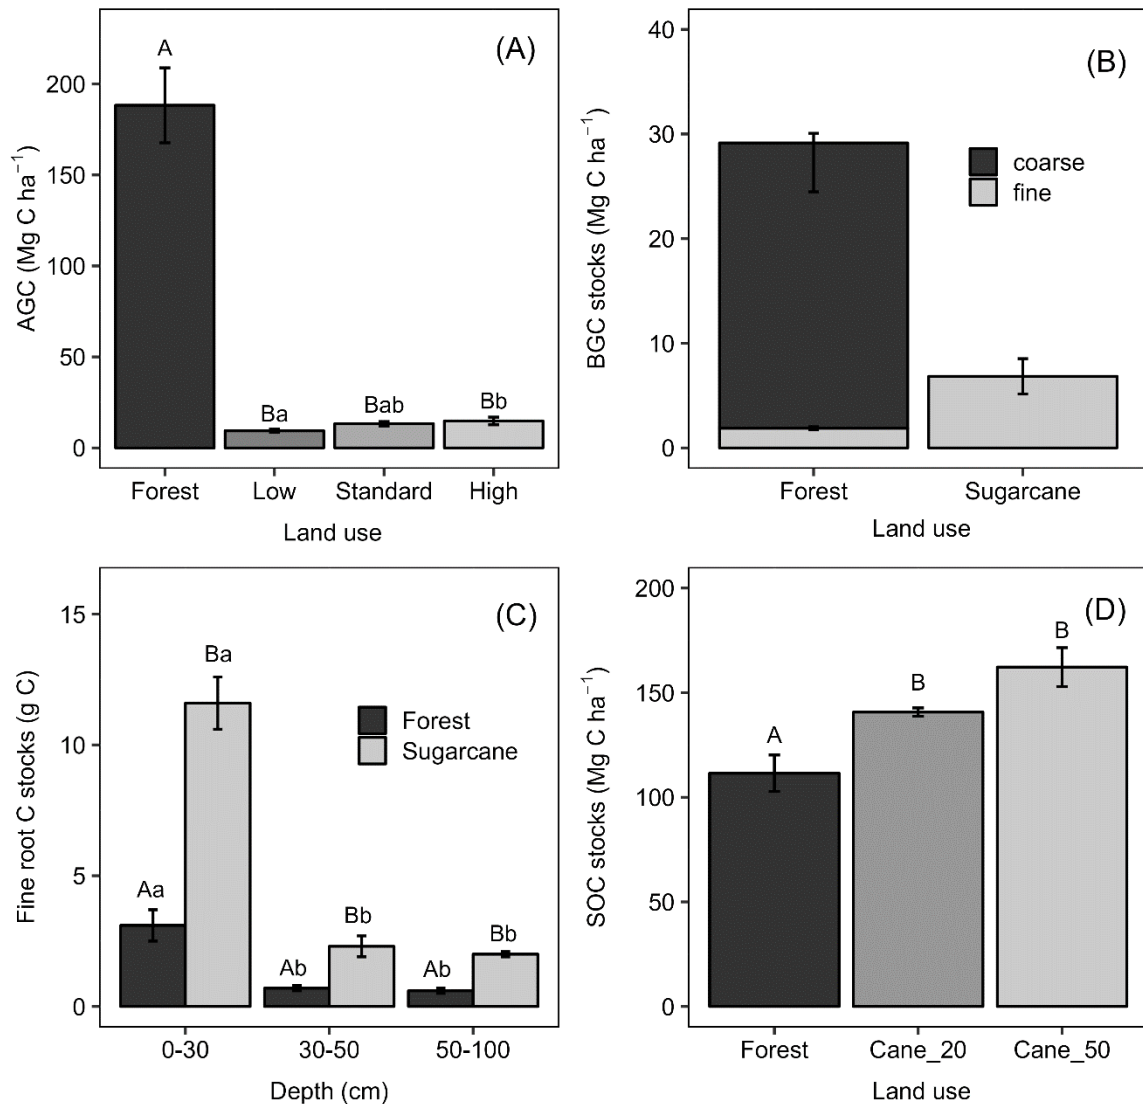 (A)
AGC (Mg C ha⁻¹)
200
150
100
50
0
A
Ba
Bab
Bb
Forest Low Standard High
Land use
(B)
BGC stocks (Mg C ha⁻¹)
40
30
20
10
0
coarse
fine
Forest Sugarcane
Land use
(C)
Fine root C stocks (g C)
15
10
5
0
Aa
Ba
Ab
Bb
Ab
Bb
Forest
Sugarcane
0-30 30-50 50-100
Depth (cm)
(D)
SOC stocks (Mg C ha⁻¹)
200
150
100
50
0
A
B
B
Forest Cane_20 Cane_50
Land use